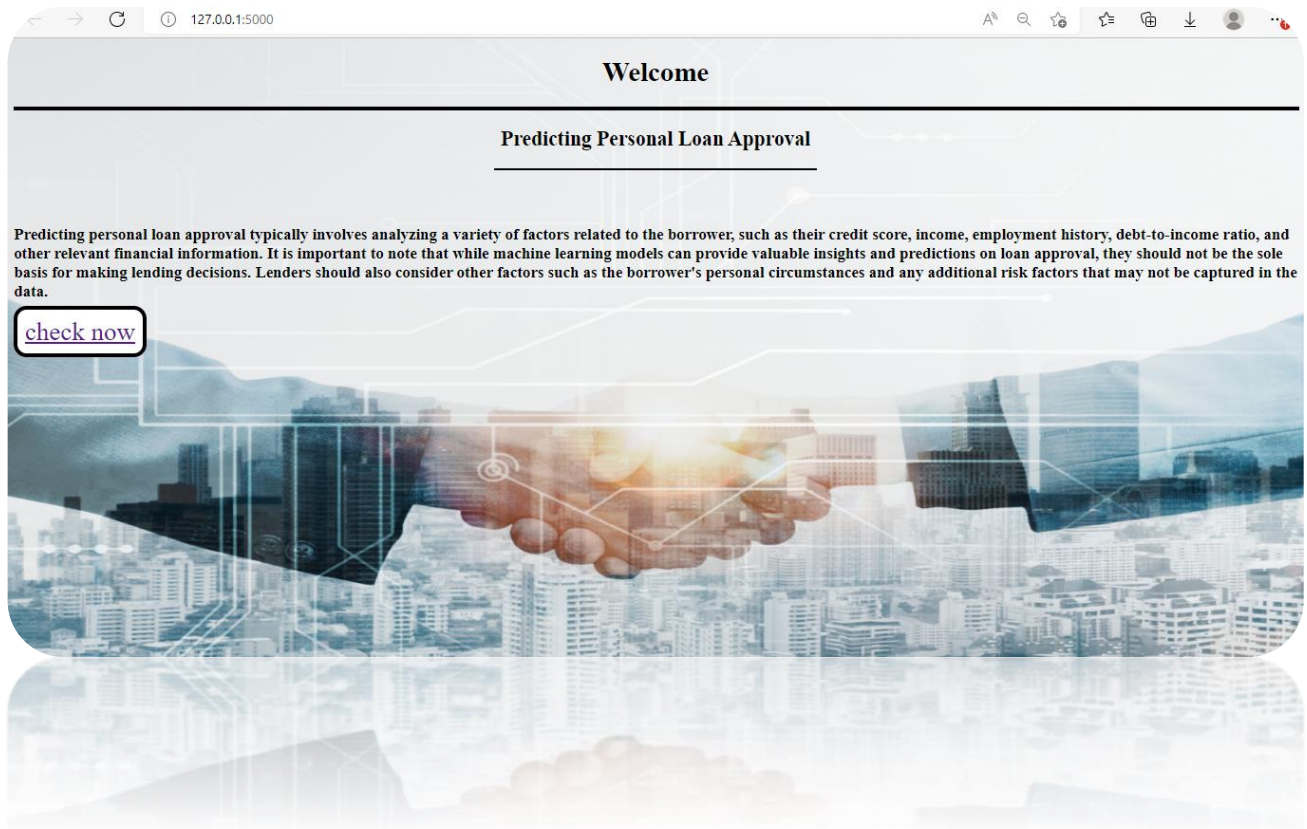 127.0.0.1:5000
Welcome
Predicting Personal Loan Approval
Predicting personal loan approval typically involves analyzing a variety of factors related to the borrower, such as their credit score, income, employment history, debt-to-income ratio, and
other relevant financial information. It is important to note that while machine learning models can provide valuable insights and predictions on loan approval, they should not be the sole
basis for making lending decisions. Lenders should also consider other factors such as the borrower's personal circumstances and any additional risk factors that may not be captured in the
data.
check now